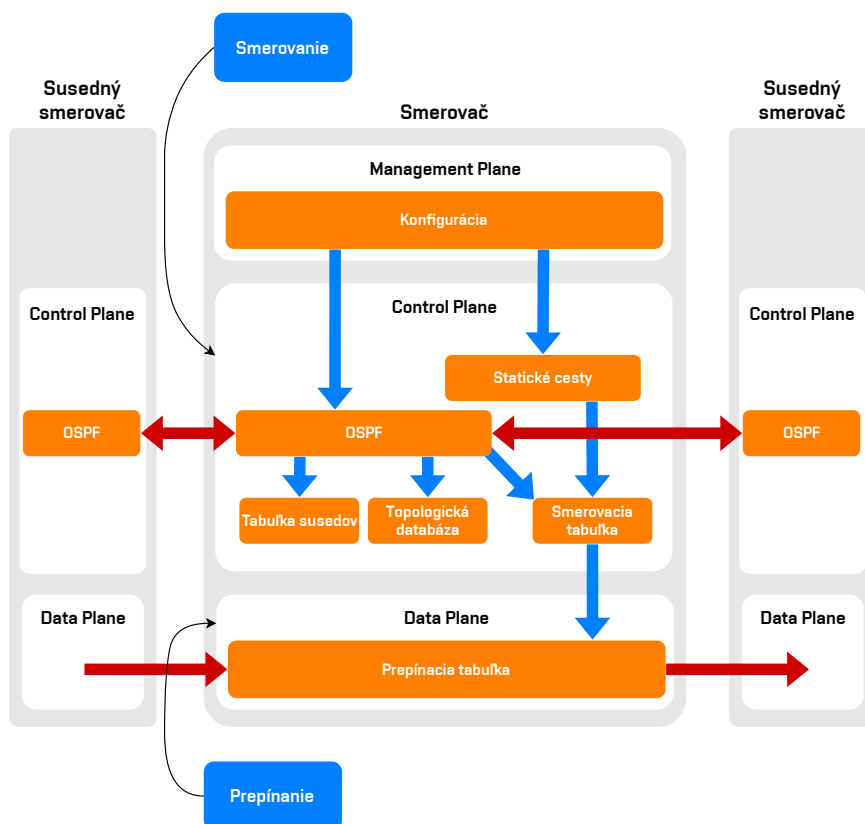 Smerovanie
Susedný
smerovač
Smerovač
Susedný
smerovač
Management Plane
Konfigurácia
Control Plane
Control Plane
Control Plane
Statické cesty
OSPF
OSPF
OSPF
Tabuľka susedov
Topologická
databáza
Smerovacia
tabuľka
Data Plane
Data Plane
Data Plane
Prepínacia tabuľka
Prepínanie